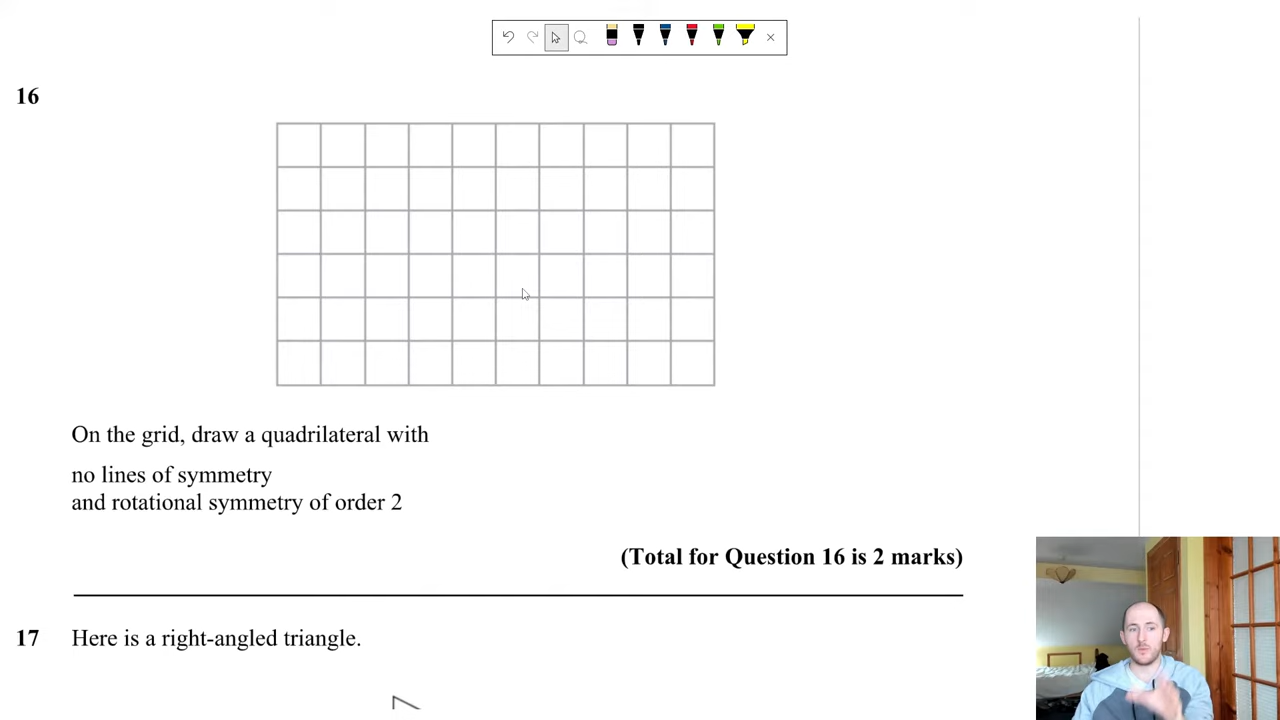 16
On the grid, draw a quadrilateral with
no lines of symmetry
and rotational symmetry of order 2
(Total for Question 16 is 2 marks)
17 Here is a right-angled triangle.